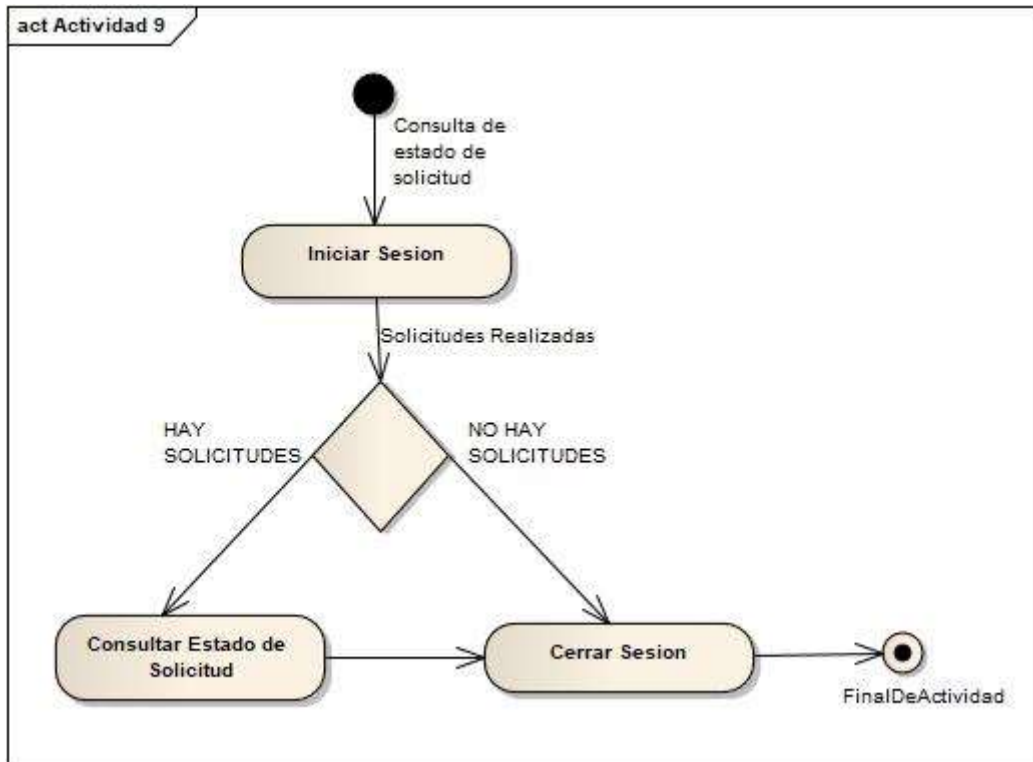 act Actividad 9
Consulta de
estado de
solicitud
Iniciar Sesion
Solicitudes Realizadas
HAY
SOLICITUDES
NO HAY
SOLICITUDES
Consultar Estado de
Solicitud
Cerrar Sesion
FinalDeActividad